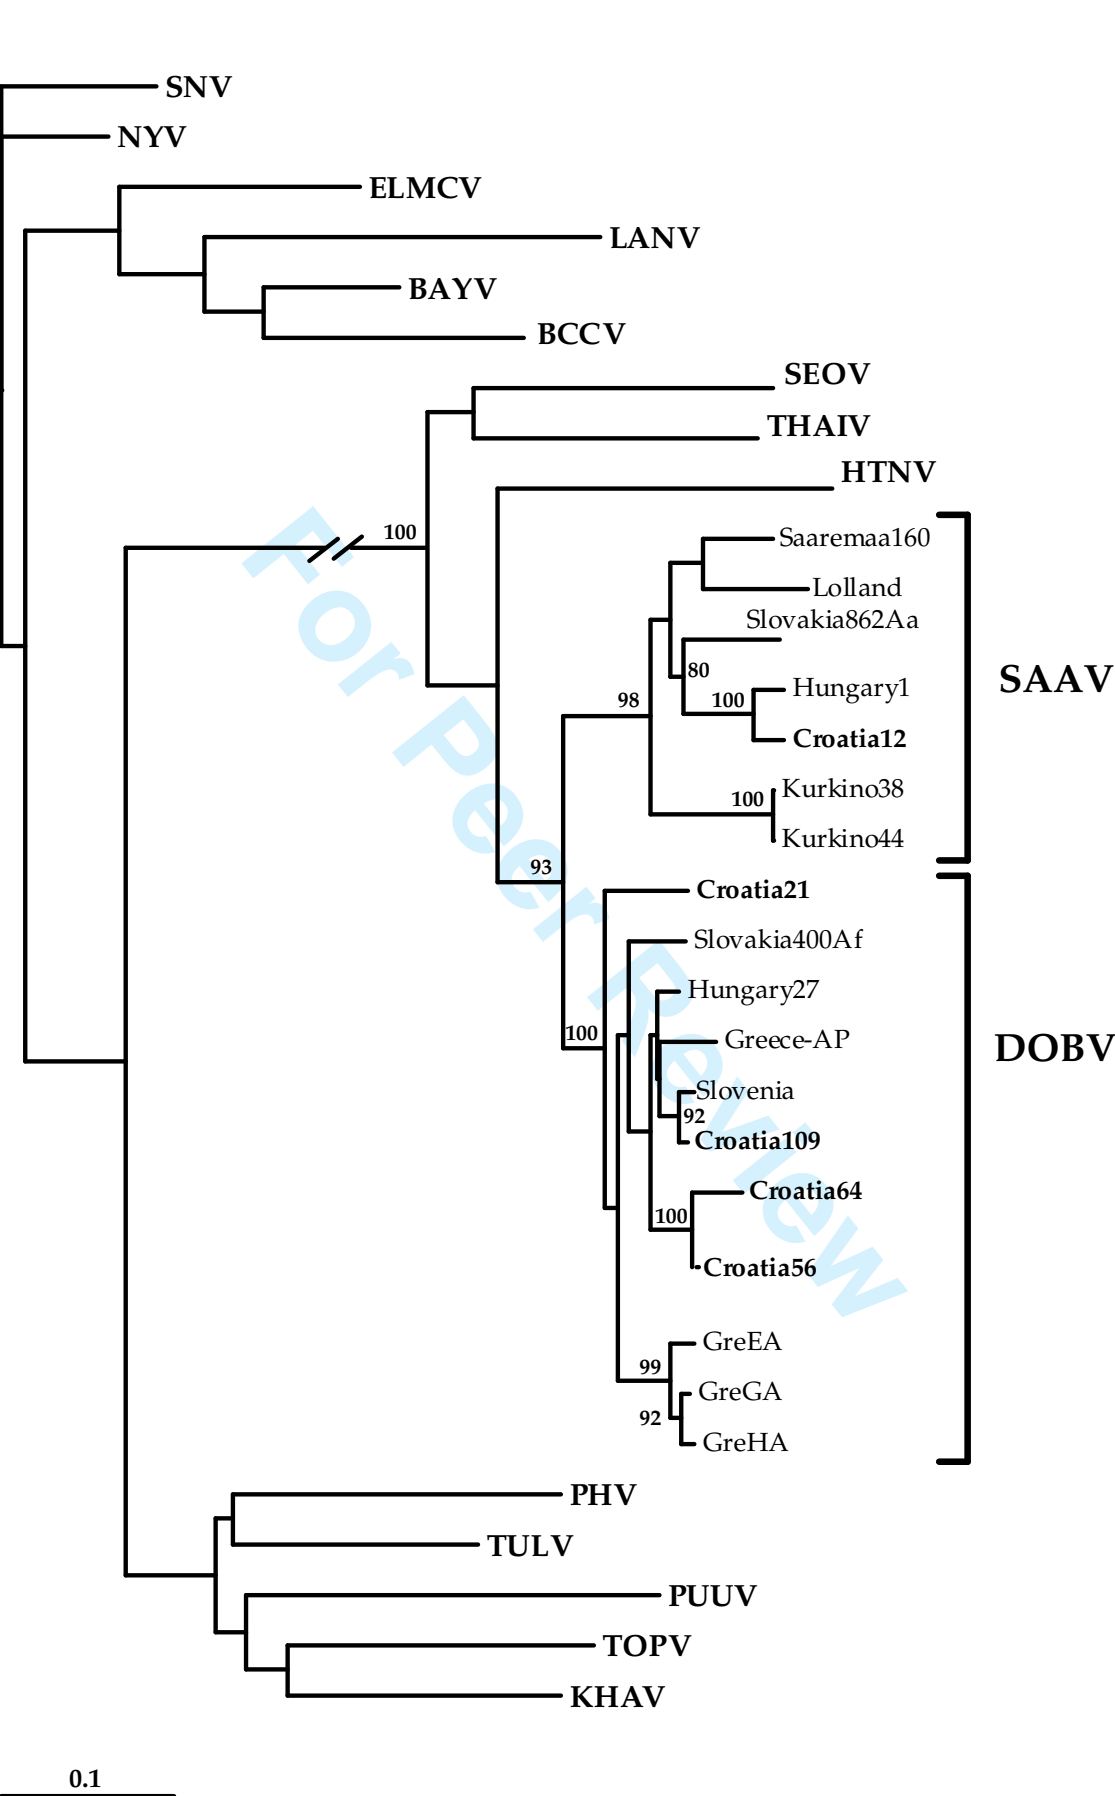 SNV
NYV
ELMCV
LANV
BAYV
BCCV
SEOV
THAIV
HTNV
100
Saaremaa160
Lolland
Slovakia862Aa
80
Hungary1
98
100
Croatia12
SAAV
Kurkino38
100
Kurkino44
93
Croatia21
Slovakia400Af
Hungary27
100
Greece-AP
DOBV
Slovenia
92
Croatia109
Croatia64
100
Croatia56
GreEA
99
GreGA
92
GreHA
PHV
TULV
PUUV
TOPV
KHAV
0.1
For Peer Review